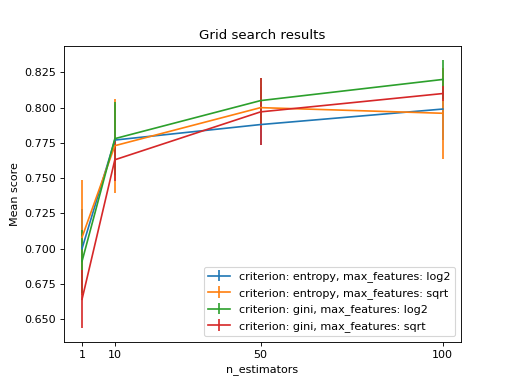 Grid search results
Mean score
0.825
0.800
0.775
0.750
0.725
0.700
0.675
0.650
criterion: entropy, max_features: log2
criterion: entropy, max_features: sqrt
criterion: gini, max_features: log2
criterion: gini, max_features: sqrt
1 10 50 100
n_estimators